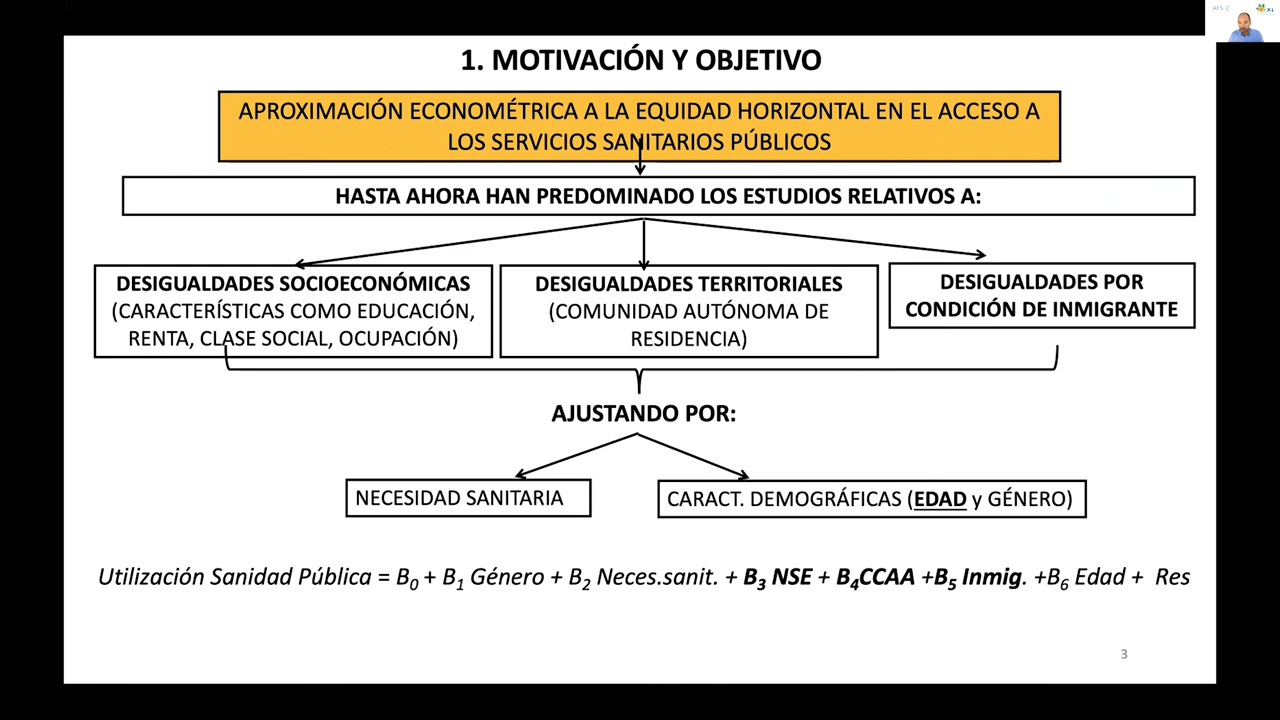 1. MOTIVACIÓN Y OBJETIVO
APROXIMACIÓN ECONOMÉTRICA A LA EQUIDAD HORIZONTAL EN EL ACCESO A
LOS SERVICIOS SANITARIOS PÚBLICOS
HASTA AHORA HAN PREDOMINADO LOS ESTUDIOS RELATIVOS A:
DESIGUALDADES SOCIOECONÓMICAS
(CARACTERÍSTICAS COMO EDUCACIÓN,
RENTA, CLASE SOCIAL, OCUPACIÓN)
DESIGUALDADES TERRITORIALES
(COMUNIDAD AUTÓNOMA DE
RESIDENCIA)
DESIGUALDADES POR
CONDICIÓN DE INMIGRANTE
AJUSTANDO POR:
NECESIDAD SANITARIA
CARACT. DEMOGRÁFICAS (EDAD y GÉNERO)
Utilización Sanidad Pública = B0 + B1 Género + B2 Neces.sanit. + B3 NSE + B4CCAA +B5 Inmig. +B6 Edad + Res
3
AES
XL